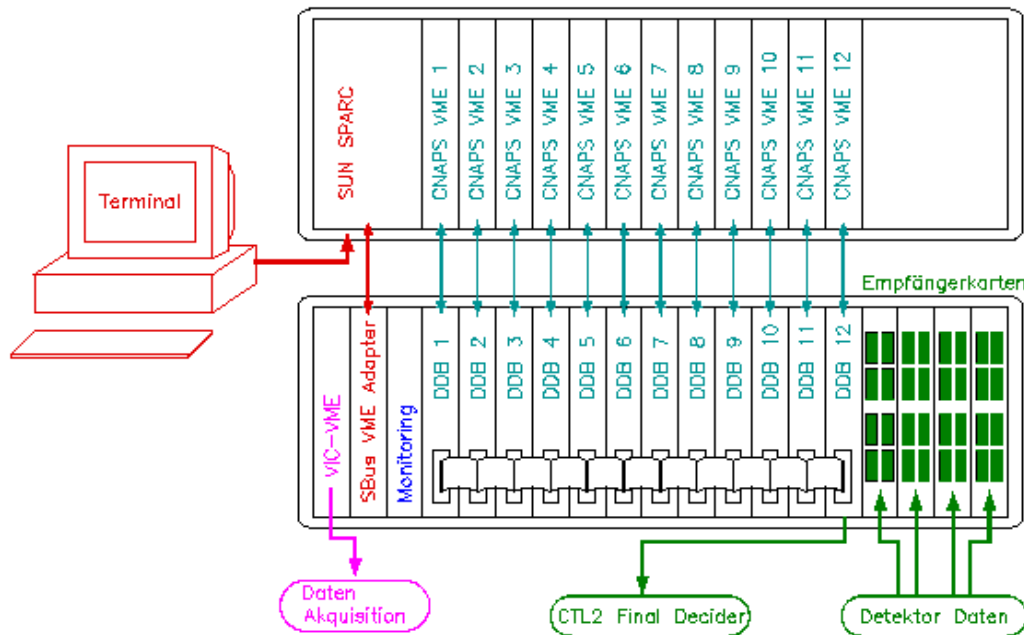 SUN SPARC
CNAPS VME 1
CNAPS VME 2
CNAPS VME 3
CNAPS VME 4
CNAPS VME 5
CNAPS VME 6
CNAPS VME 7
CNAPS VME 8
CNAPS VME 9
CNAPS VME 10
CNAPS VME 11
CNAPS VME 12
Terminal
Empfängerkarten
VIC-VME
SBus VME Adapter
Monitoring
DDB 1
DDB 2
DDB 3
DDB 4
DDB 5
DDB 6
DDB 7
DDB 8
DDB 9
DDB 10
DDB 11
DDB 12
Daten
Akquisition
CTL2 Final Decider
Detektor Daten